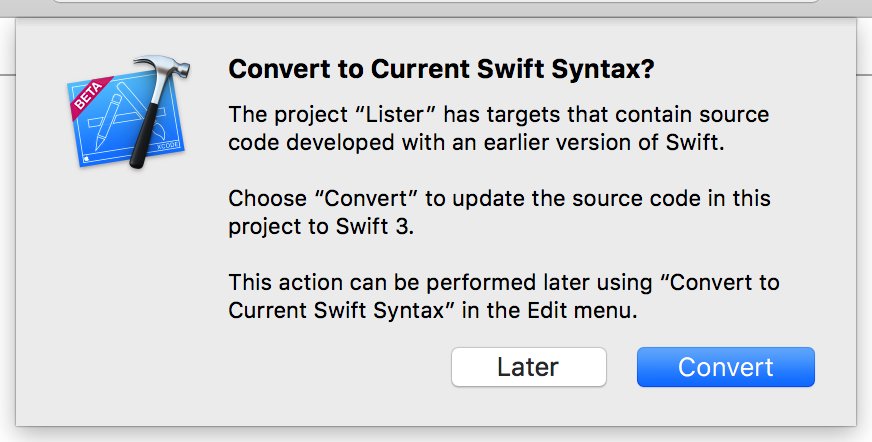 BETA
XCODE
Convert to Current Swift Syntax?
The project “Lister” has targets that contain source
code developed with an earlier version of Swift.
Choose “Convert” to update the source code in this
project to Swift 3.
This action can be performed later using “Convert to
Current Swift Syntax” in the Edit menu.
Later
Convert